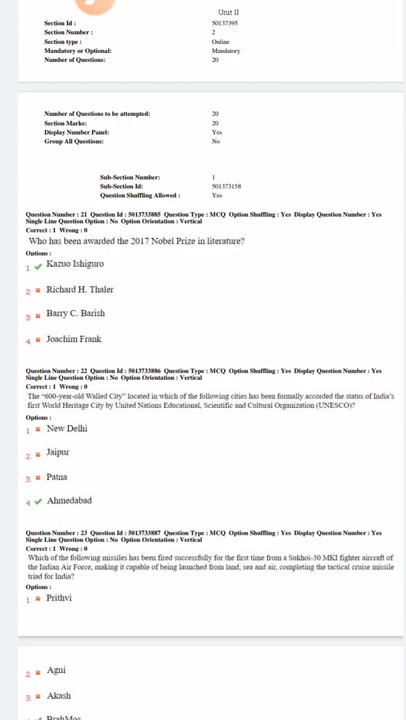 Unit II
Section Id : 50137395
Section Number : 2
Section type : Online
Mandatory or Optional: Mandatory
Number of Questions: 20
Number of Questions to be attempted: 20
Section Marks: 20
Display Number Panel: Yes
Group All Questions: No
Sub-Section Number: 1
Sub-Section Id: 501373158
Question Shuffling Allowed : Yes
Question Number : 21 Question Id : 5013733885 Question Type : MCQ Option Shuffling : Yes Display Question Number : Yes
Single Line Question Option : No Option Orientation : Vertical
Correct : 1 Wrong : 0
Who has been awarded the 2017 Nobel Prize in literature?
Options :
1. Kazuo Ishiguro
2. Richard H. Thaler
3. Barry C. Barish
4. Joachim Frank
Question Number : 22 Question Id : 5013733886 Question Type : MCQ Option Shuffling : Yes Display Question Number : Yes
Single Line Question Option : No Option Orientation : Vertical
Correct : 1 Wrong : 0
The “600-year-old Walled City” located in which of the following cities has been formally accorded the status of India’s
first World Heritage City by United Nations Educational, Scientific and Cultural Organization (UNESCO)?
Options :
1. New Delhi
2. Jaipur
3. Patna
4. Ahmedabad
Question Number : 23 Question Id : 5013733887 Question Type : MCQ Option Shuffling : Yes Display Question Number : Yes
Single Line Question Option : No Option Orientation : Vertical
Correct : 1 Wrong : 0
Which of the following missiles has been fired successfully for the first time from a Sukhoi-30 MKI fighter aircraft of
the Indian Air Force, making it capable of being launched from land, sea and air, completing the tactical cruise missile
triad for India?
Options :
1. Prithvi
2. Agni
3. Akash
4. BrahMos